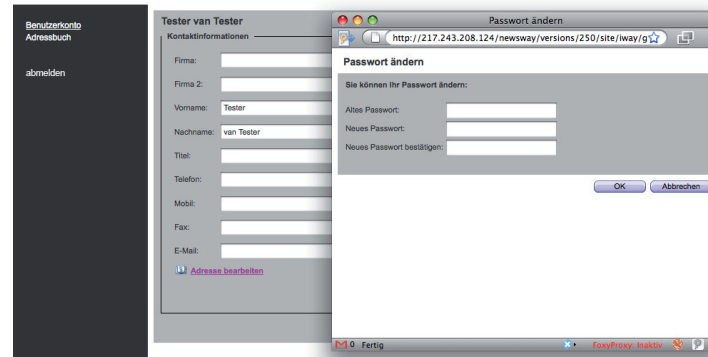 Benutzerkonto
Adressbuch
abmelden
Tester van Tester
Kontaktinformationen
Firma:
Firma 2:
Vorname: Tester
Nachname: van Tester
Titel:
Telefon:
Mobil:
Fax:
E-Mail:
Adresse bearbeiten
Passwort ändern
http://217.243.208.124/newsway/versions/250/site/iway/g
Passwort ändern
Sie können Ihr Passwort ändern:
Altes Passwort:
Neues Passwort:
Neues Passwort bestätigen:
OK Abbrechen
0 Fertig FoxyProxy: Inaktiv